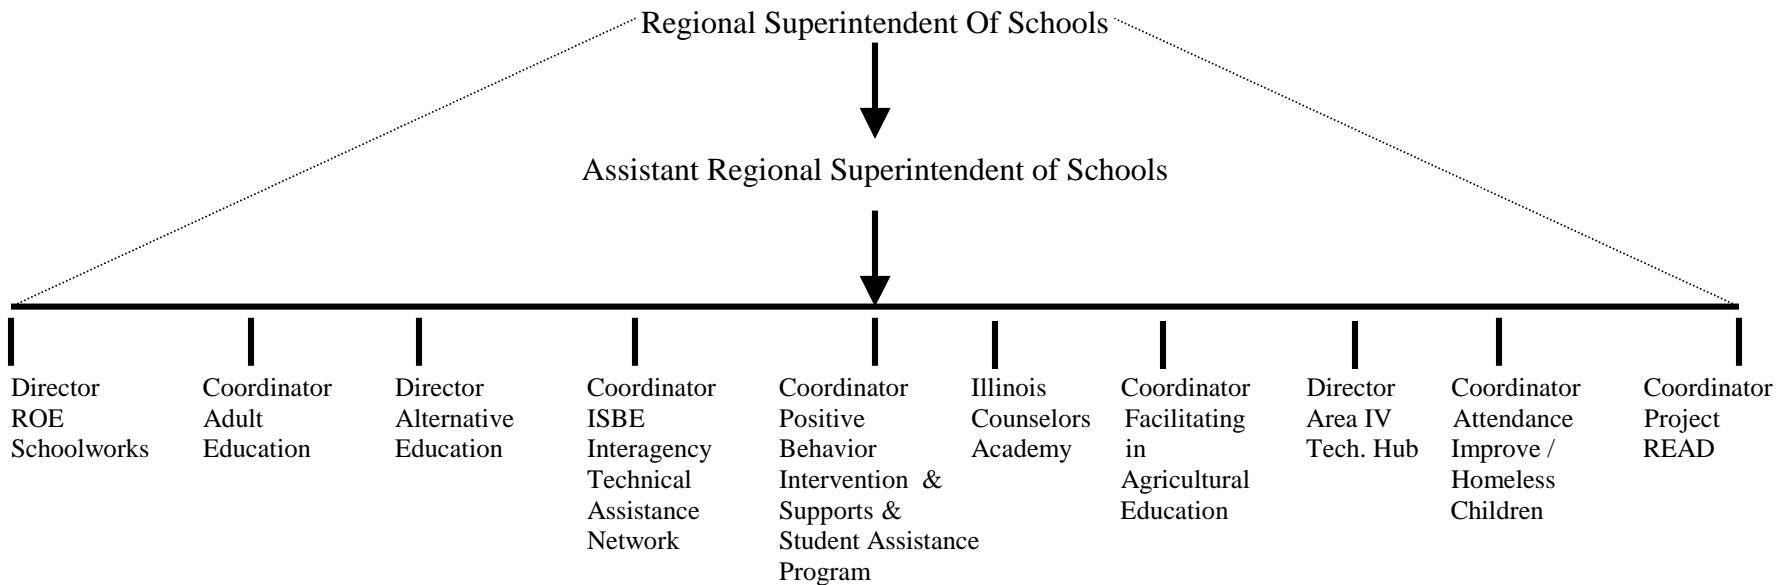 Regional Superintendent Of Schools
Assistant Regional Superintendent of Schools
Director
ROE
Schoolworks
Coordinator
Adult
Education
Director
Alternative
Education
Coordinator
ISBE
Interagency
Technical
Assistance
Network
Coordinator
Positive
Behavior
Intervention &
Supports &
Student Assistance
Program
Illinois
Counselors
Academy
Coordinator
Facilitating
in
Agricultural
Education
Director
Area IV
Tech. Hub
Coordinator
Attendance
Improve /
Homeless
Children
Coordinator
Project
READ